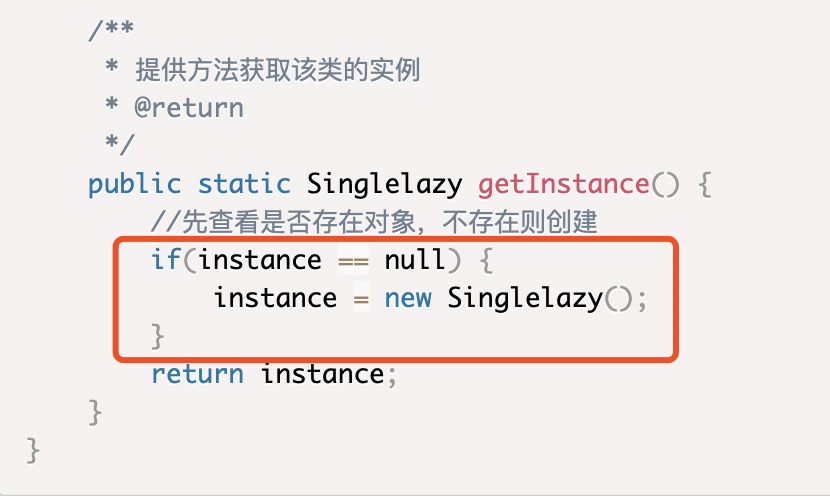 /**
* 提供方法获取该类的实例
* @return
*/
public static Singlelazy getInstance() {
//先查看是否存在对象，不存在则创建
if(instance == null) {
instance = new Singlelazy();
}
return instance;
}
}